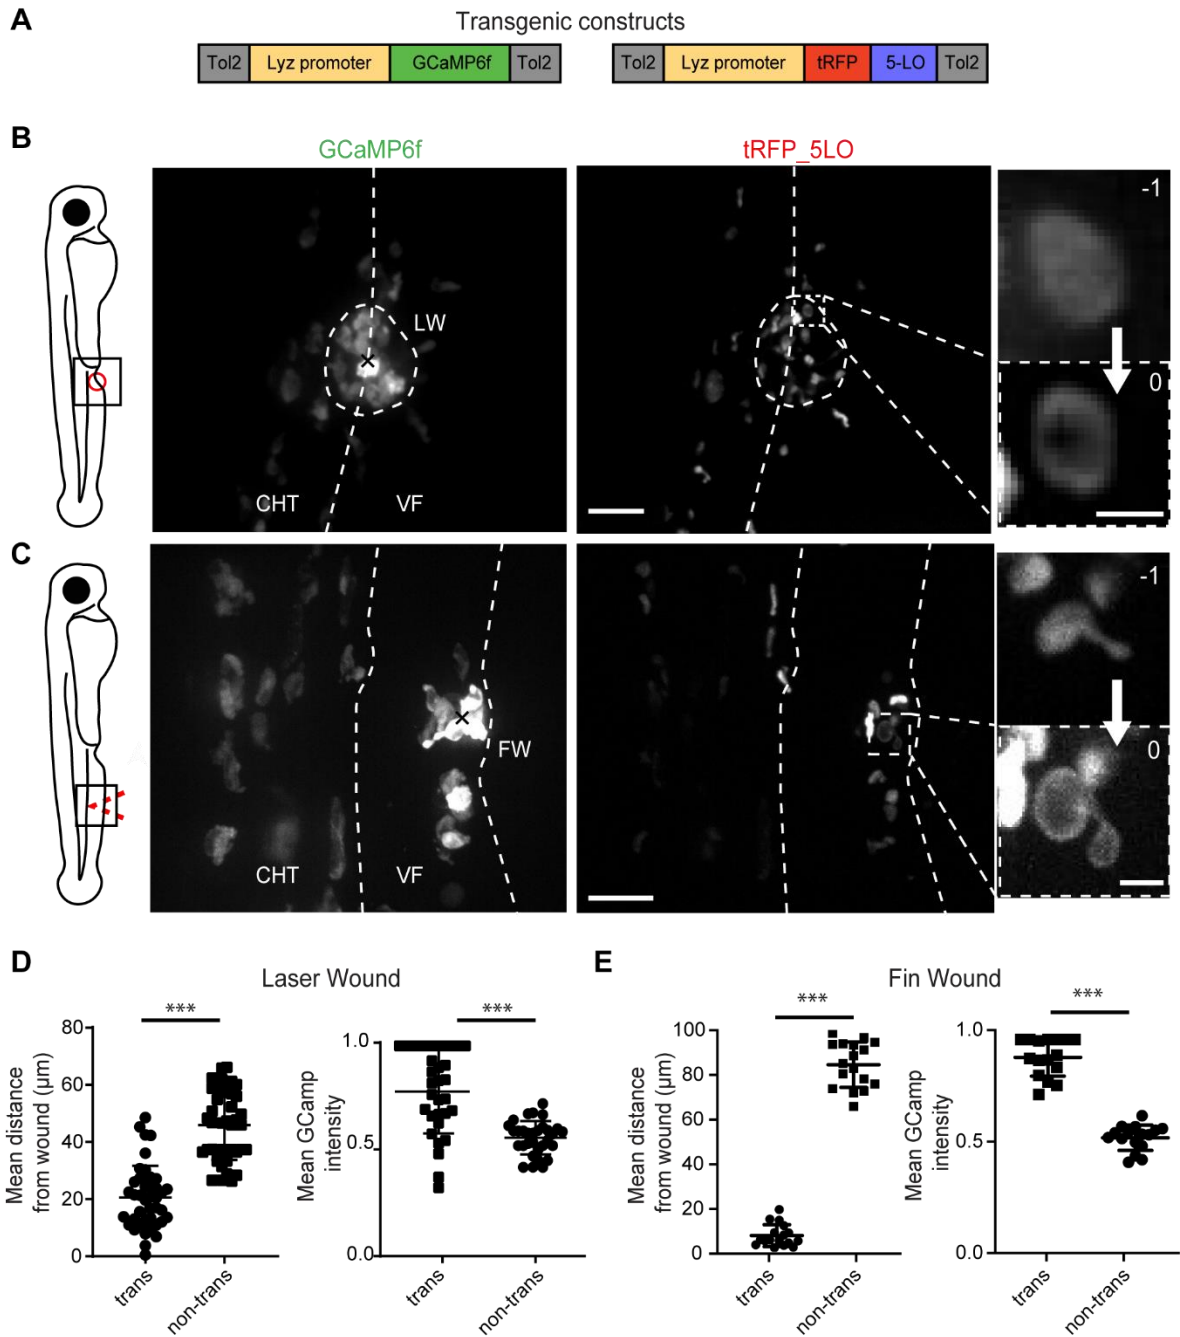 A
Transgenic constructs
Tol2 Lyz promoter GCaMP6f Tol2
Tol2 Lyz promoter tRFP 5-LO Tol2
B
GCaMP6f
tRFP_5LO
LW
×
CHT VF
-1
0
C
FW
×
CHT VF
-1
0
D
Laser Wound
Mean distance
from wound (µm)
80
60
40
20
0
***
trans
non-trans
Mean GCamp
intensity
1.0
0.5
0.0
***
trans
non-trans
E
Fin Wound
Mean distance
from wound (µm)
100
80
60
40
20
0
***
trans
non-trans
Mean GCamp
intensity
1.0
0.5
0.0
***
trans
non-trans